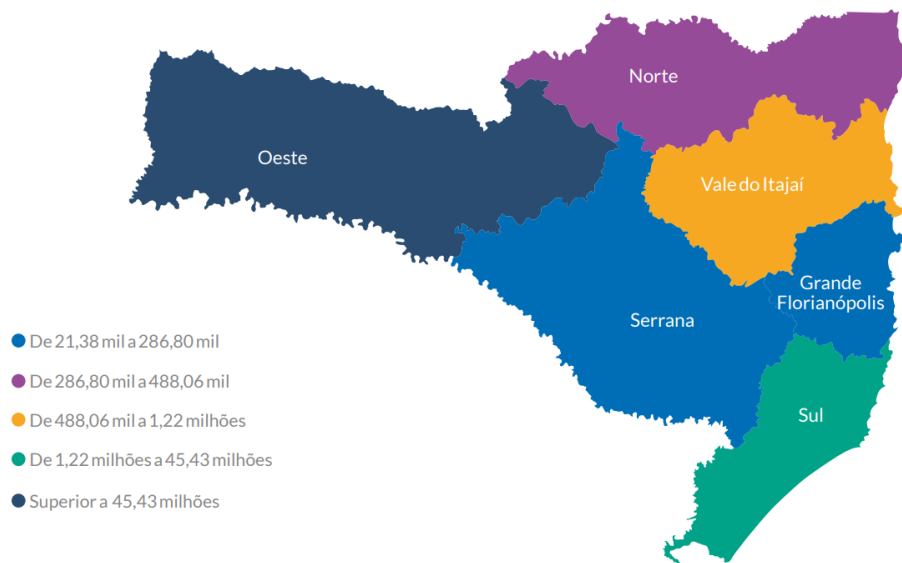 Norte
Oeste
Vale do Itajaí
Grande
Florianópolis
Serrana
Sul
De 21,38 mil a 286,80 mil
De 286,80 mil a 488,06 mil
De 488,06 mil a 1,22 milhões
De 1,22 milhões a 45,43 milhões
Superior a 45,43 milhões